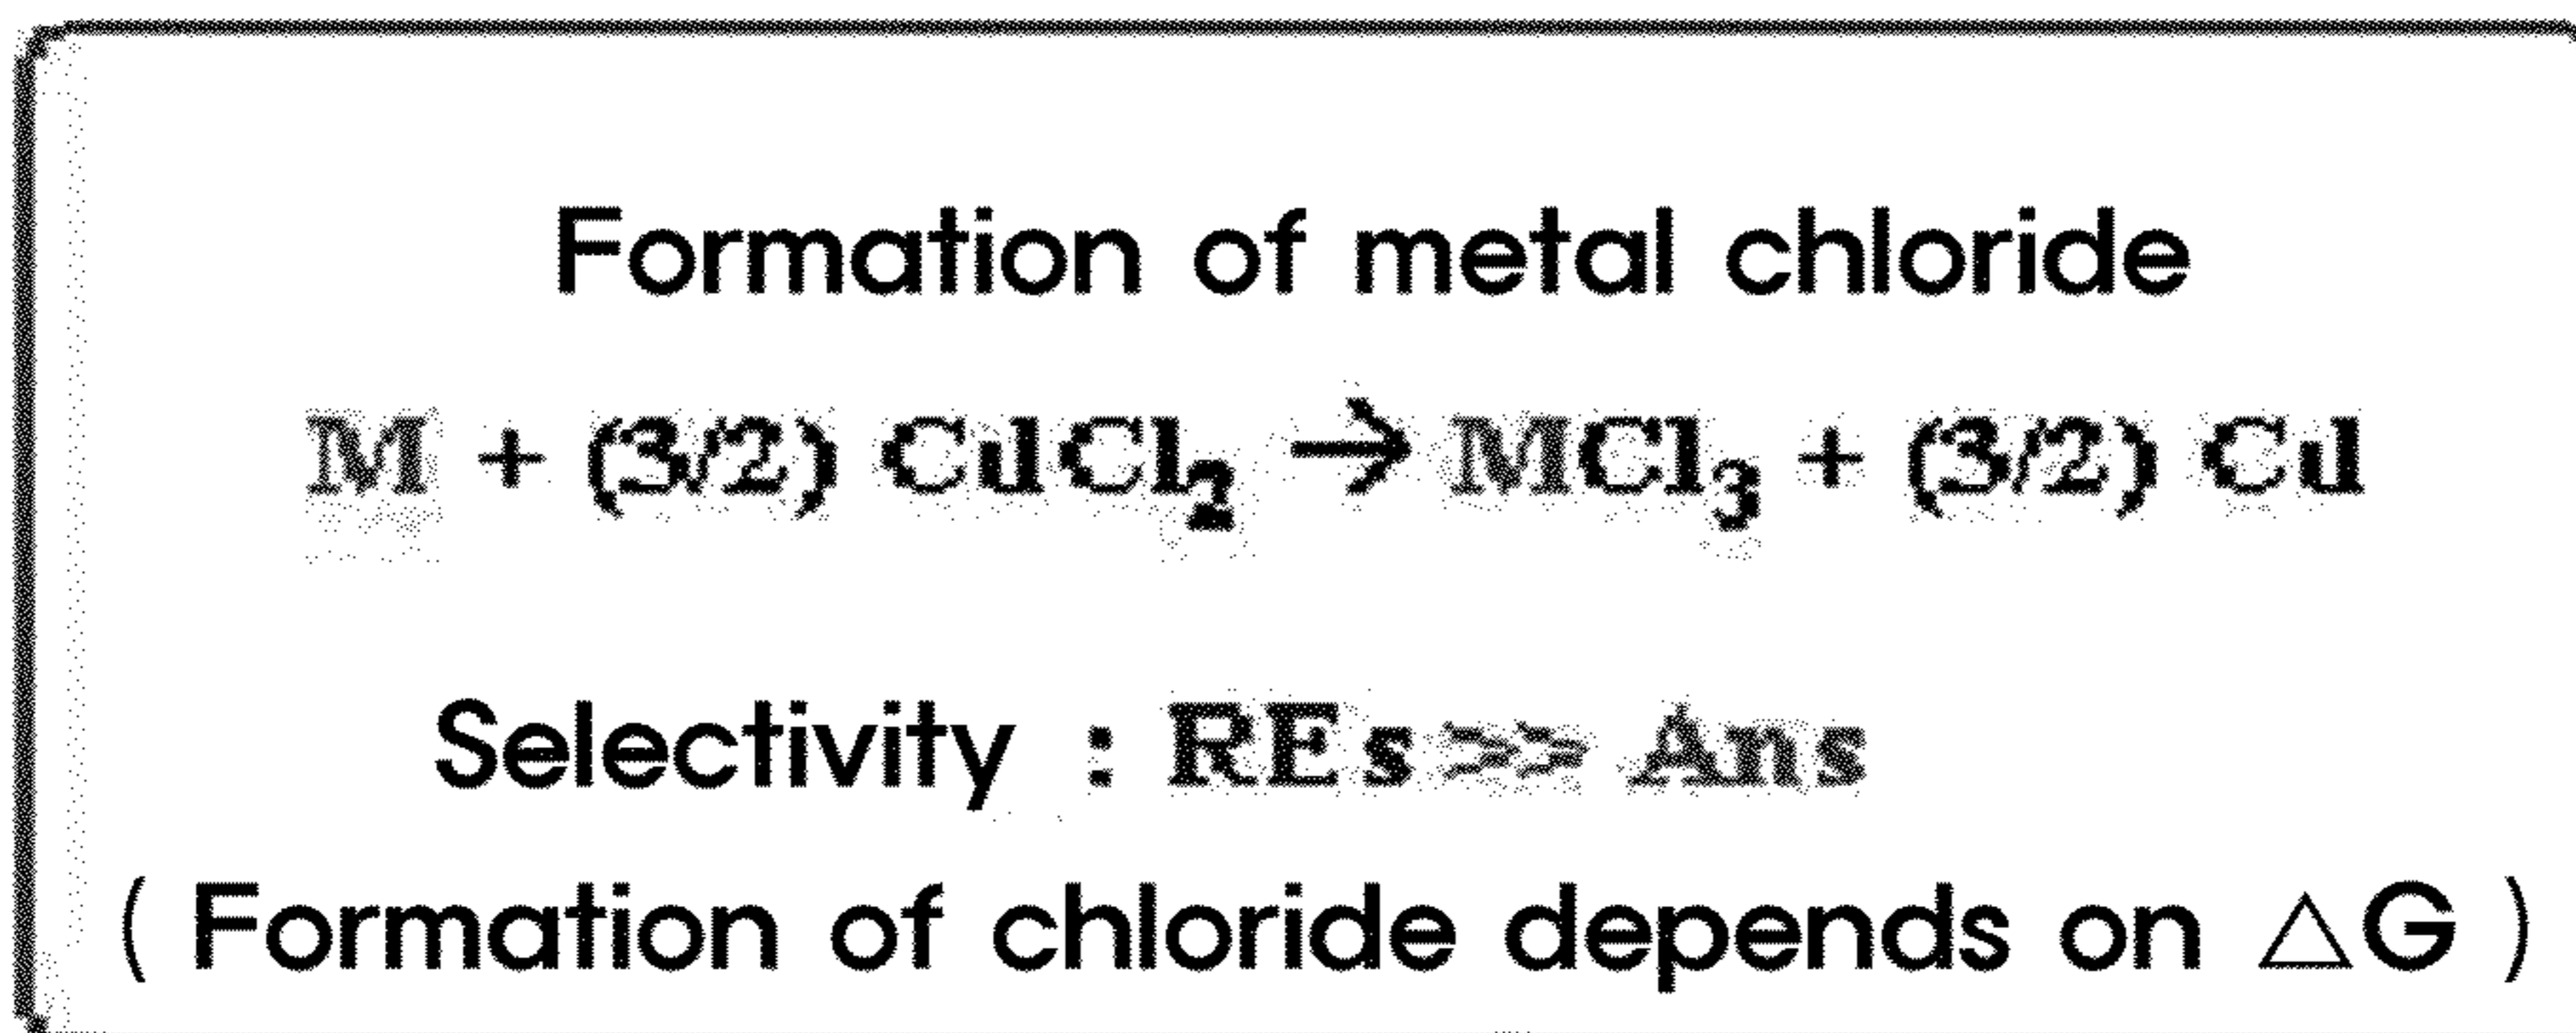 Formation of metal chloride
M + (3/2) CdCl₂ → MCl₃ + (3/2) Cd
Selectivity : REs >> Ans
( Formation of chloride depends on △G )